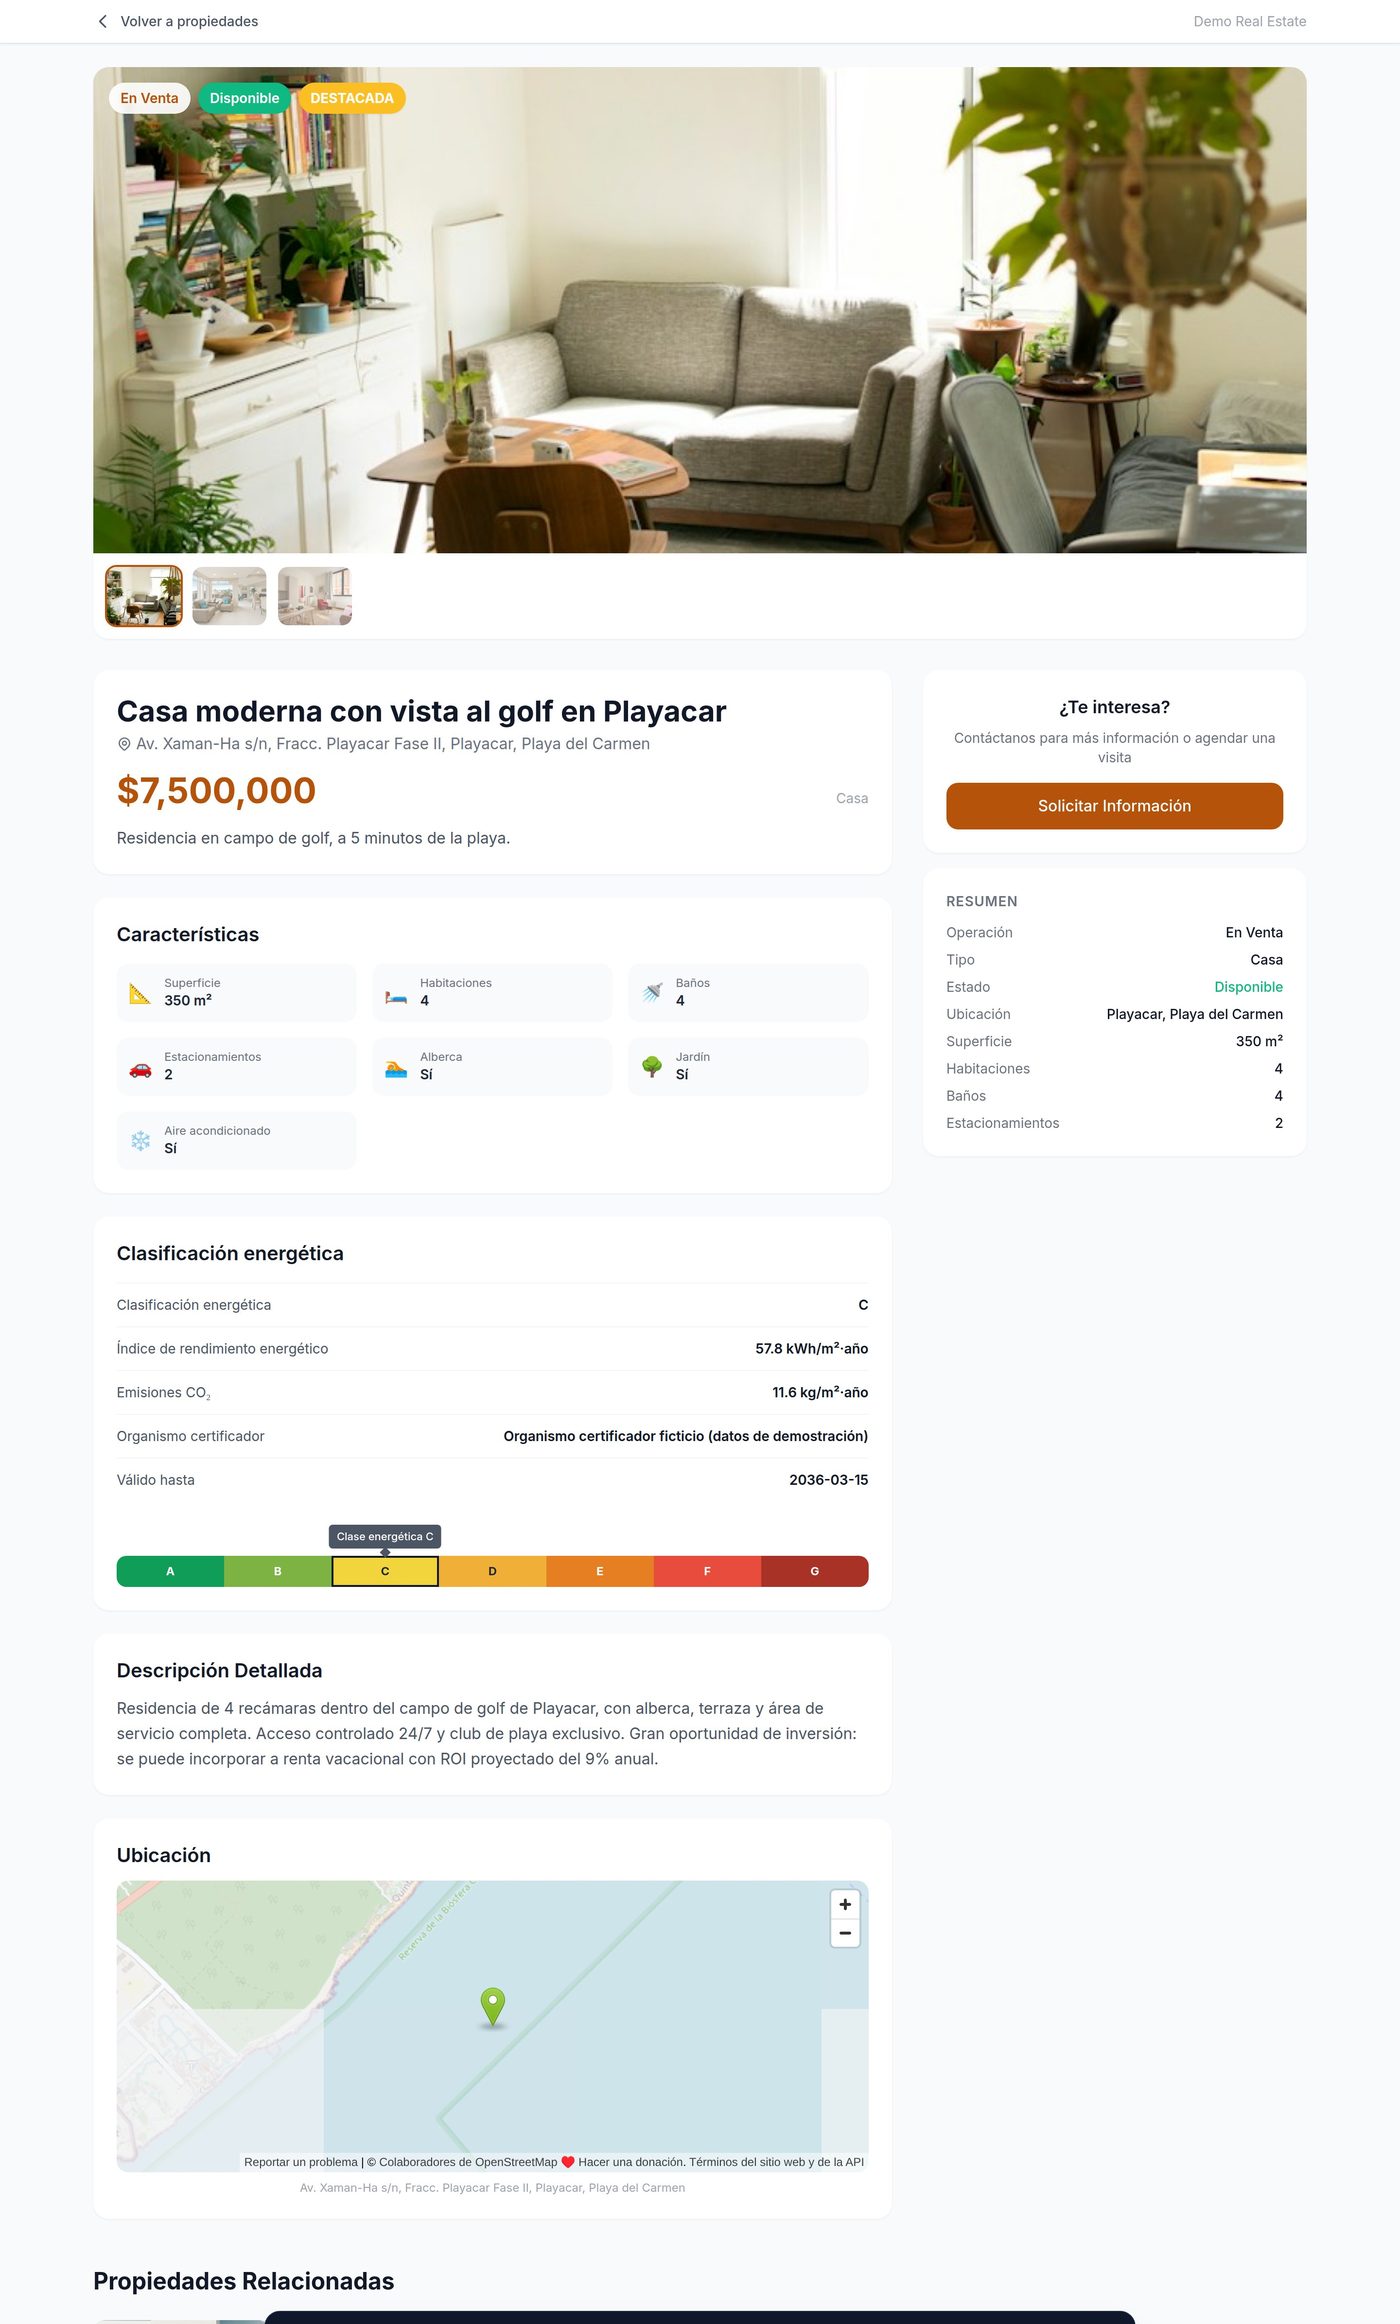 Volver a propiedades
Demo Real Estate
En Venta
Disponible
DESTACADA
Casa moderna con vista al golf en Playacar
Av. Xaman-Ha s/n, Fracc. Playacar Fase II, Playacar, Playa del Carmen
$7,500,000
Casa
Residencia en campo de golf, a 5 minutos de la playa.
¿Te interesa?
Contáctanos para más información o agendar una
visita
Solicitar Información
RESUMEN
Operación
En Venta
Tipo
Casa
Estado
Disponible
Ubicación
Playacar, Playa del Carmen
Superficie
350 m²
Habitaciones
4
Baños
4
Estacionamientos
2
Características
Superficie
350 m²
Habitaciones
4
Baños
4
Estacionamientos
2
Alberca
Sí
Jardín
Sí
Aire acondicionado
Sí
Clasificación energética
Clasificación energética
C
Índice de rendimiento energético
57.8 kWh/m²·año
Emisiones CO₂
11.6 kg/m²·año
Organismo certificador
Organismo certificador ficticio (datos de demostración)
Válido hasta
2036-03-15
Clase energética C
A
B
C
D
E
F
G
Descripción Detallada
Residencia de 4 recámaras dentro del campo de golf de Playacar, con alberca, terraza y área de
servicio completa. Acceso controlado 24/7 y club de playa exclusivo. Gran oportunidad de inversión:
se puede incorporar a renta vacacional con ROI proyectado del 9% anual.
Ubicación
Reserva de la Biósfera
+
−
Reportar un problema | © Colaboradores de OpenStreetMap ❤️ Hacer una donación. Términos del sitio web y de la API
Av. Xaman-Ha s/n, Fracc. Playacar Fase II, Playacar, Playa del Carmen
Propiedades Relacionadas